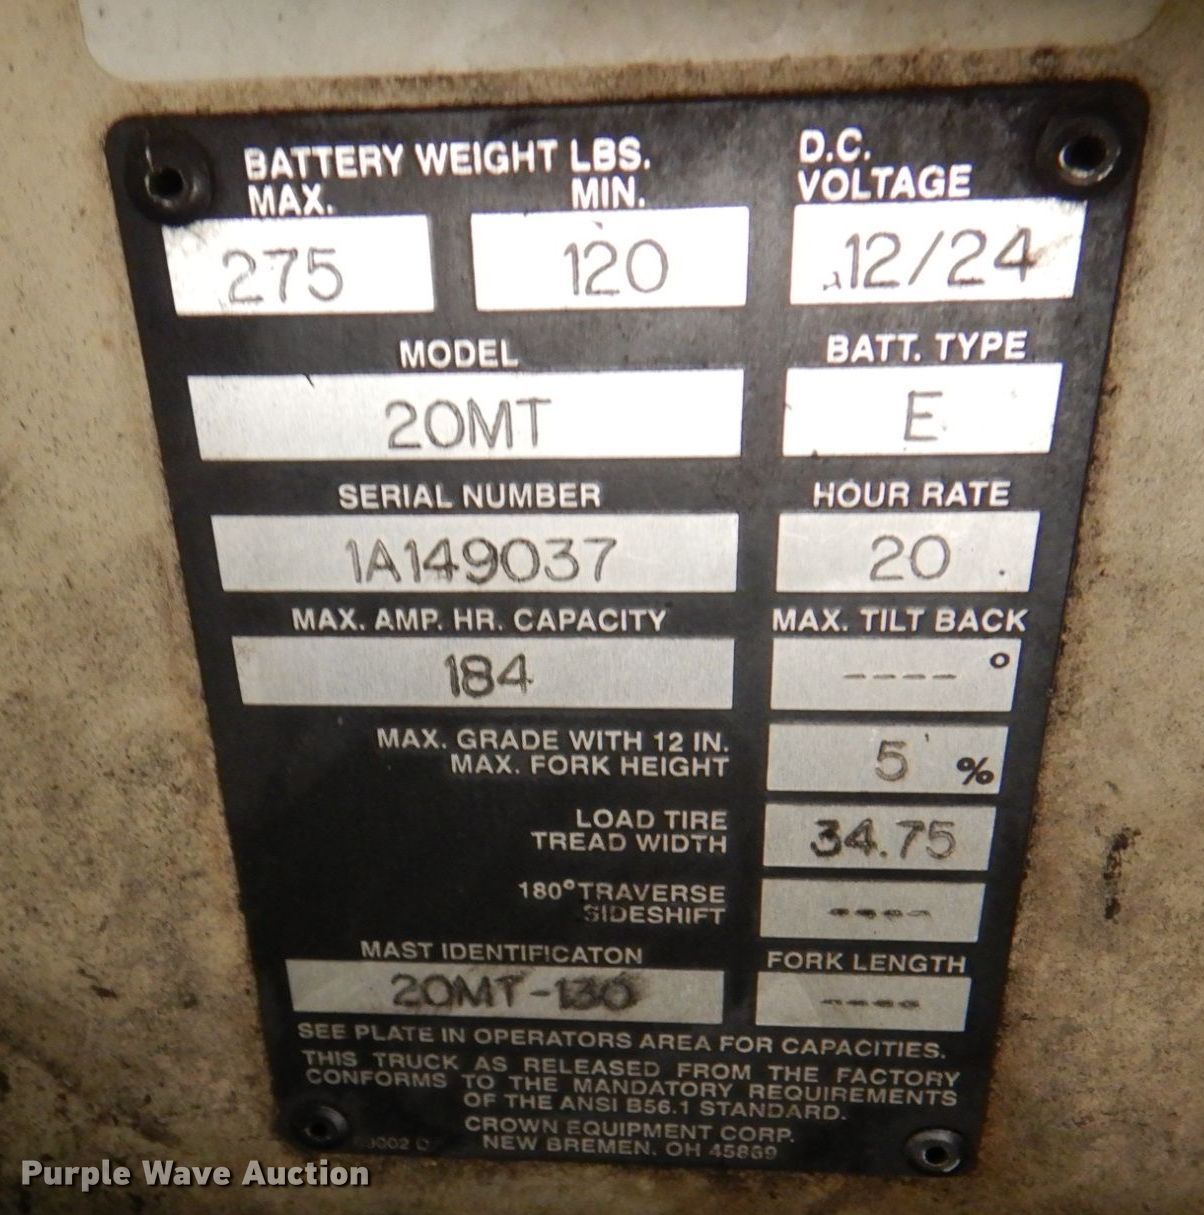 BATTERY WEIGHT LBS.
MAX. MIN.
D.C.
VOLTAGE
275 120 12/24
MODEL BATT. TYPE
20MT E
SERIAL NUMBER HOUR RATE
1A149037 20
MAX. AMP. HR. CAPACITY MAX. TILT BACK
184 ----°
MAX. GRADE WITH 12 IN.
MAX. FORK HEIGHT
5 %
LOAD TIRE
TREAD WIDTH
34.75
180° TRAVERSE
SIDESHIFT
----
MAST IDENTIFICATON FORK LENGTH
20MT-130 ----
SEE PLATE IN OPERATORS AREA FOR CAPACITIES.
THIS TRUCK AS RELEASED FROM THE FACTORY
CONFORMS TO THE MANDATORY REQUIREMENTS
OF THE ANSI B56.1 STANDARD.
CROWN EQUIPMENT CORP.
NEW BREMEN, OH 45869
Purple Wave Auction